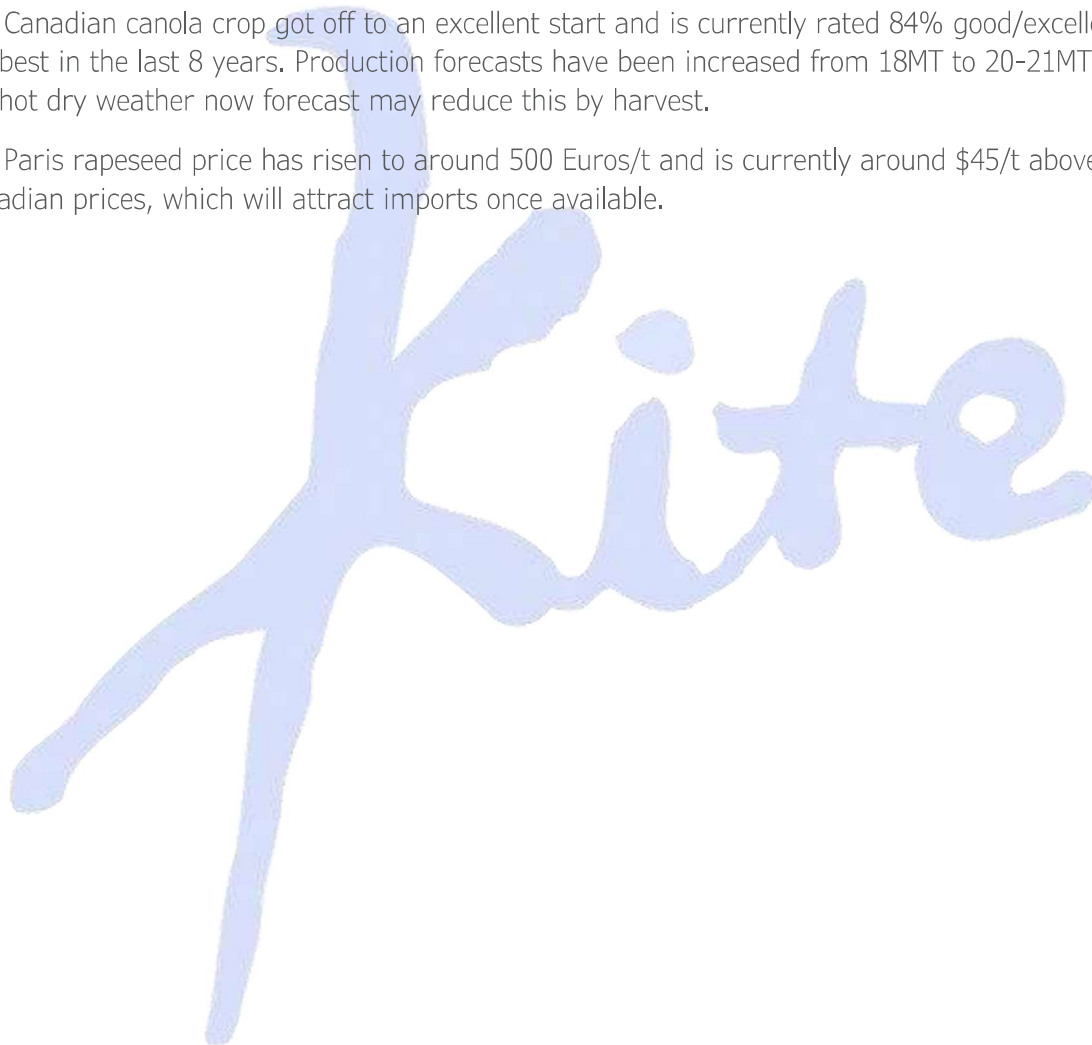 Canadian canola crop got off to an excellent start and is currently rated 84% good/excelle
best in the last 8 years. Production forecasts have been increased from 18MT to 20-21MT
hot dry weather now forecast may reduce this by harvest.
Paris rapeseed price has risen to around 500 Euros/t and is currently around $45/t above
adian prices, which will attract imports once available.
Kite